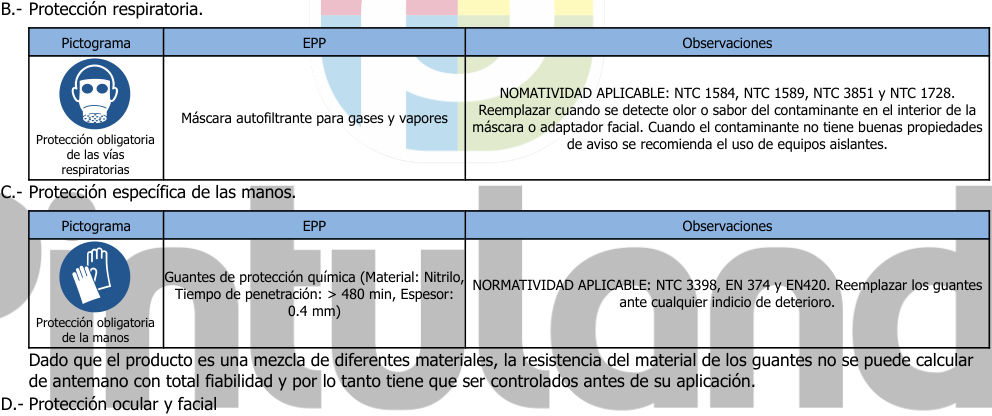 B.- Protección respiratoria.
Pictograma EPP Observaciones
Protección obligatoria
de las vías
respiratorias
Máscara autofiltrante para gases y vapores
NOMATIVIDAD APLICABLE: NTC 1584, NTC 1589, NTC 3851 y NTC 1728.
Reemplazar cuando se detecte olor o sabor del contaminante en el interior de la
máscara o adaptador facial. Cuando el contaminante no tiene buenas propiedades
de aviso se recomienda el uso de equipos aislantes.
C.- Protección específica de las manos.
Pictograma EPP Observaciones
Protección obligatoria
de la manos
Guantes de protección química (Material: Nitrilo,
Tiempo de penetración: > 480 min, Espesor:
0.4 mm)
NORMATIVIDAD APLICABLE: NTC 3398, EN 374 y EN420. Reemplazar los guantes
ante cualquier indicio de deterioro.
Dado que el producto es una mezcla de diferentes materiales, la resistencia del material de los guantes no se puede calcular
de antemano con total fiabilidad y por lo tanto tiene que ser controlados antes de su aplicación.
D.- Protección ocular y facial
Pintuland